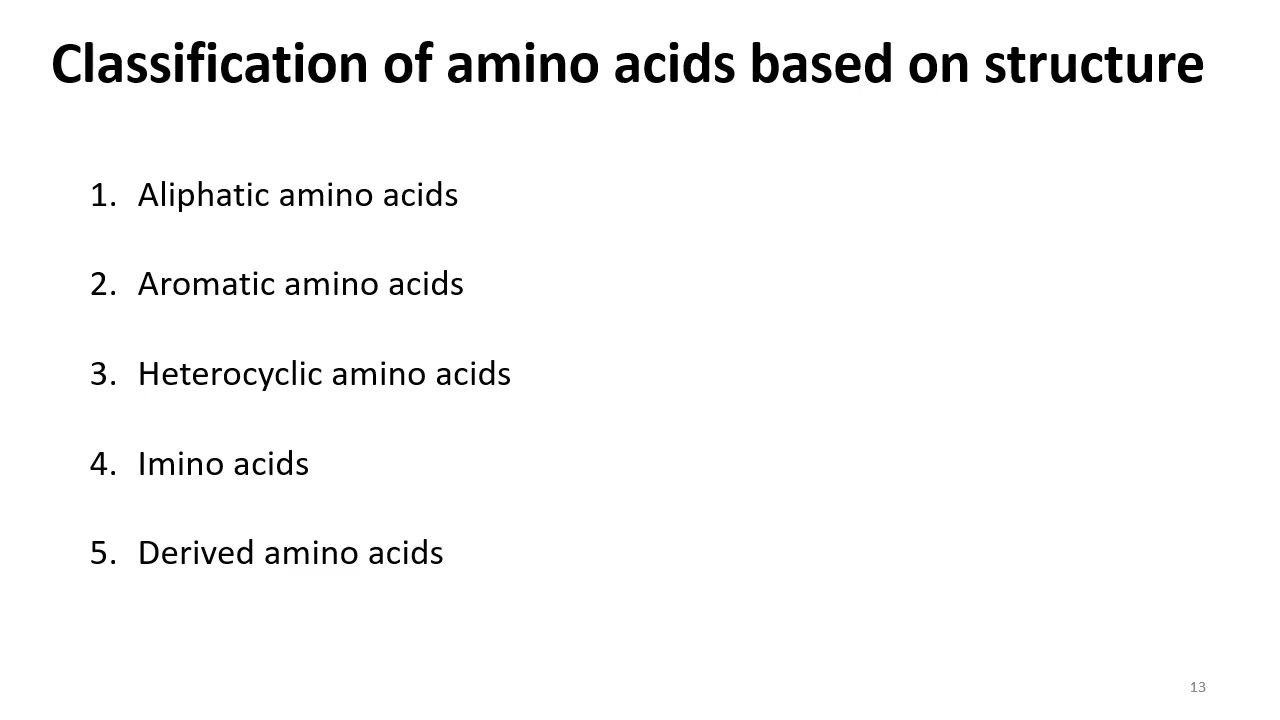 Classification of amino acids based on structure
1. Aliphatic amino acids
2. Aromatic amino acids
3. Heterocyclic amino acids
4. Imino acids
5. Derived amino acids
13